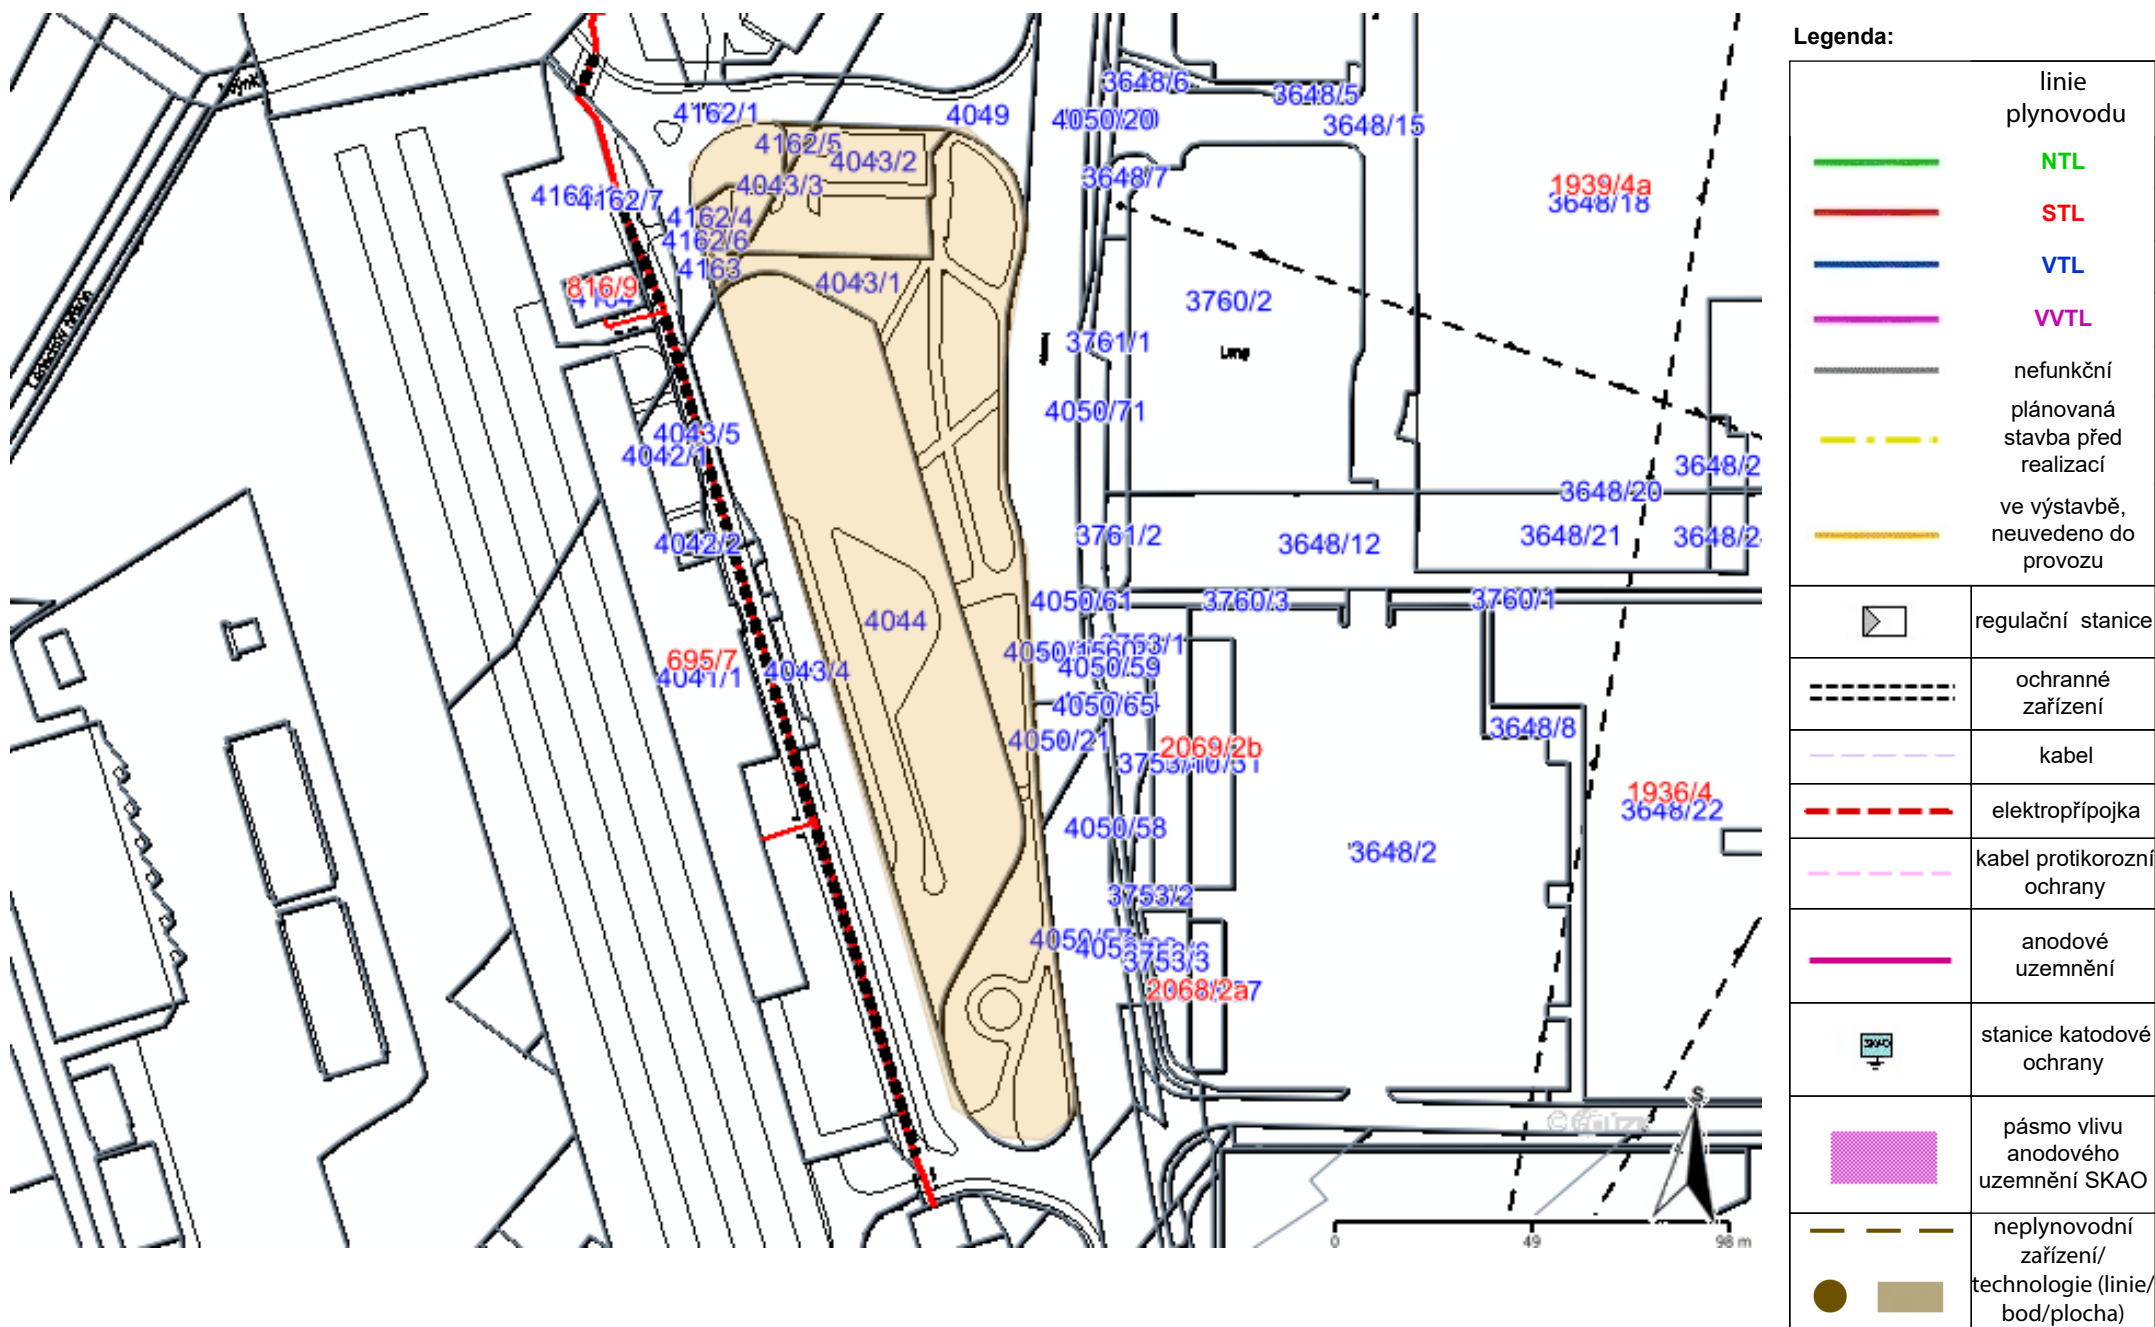 4162/1
4049
3648/6
3648/5
4050/20
3648/15
4162/5
4043/2
4043/3
3648/7
1939/4a
3648/18
4162/7
4162/4
4162/6
4163
4043/1
816/9
3760/2
3761/1
4050/71
4043/5
4042/1
3648/2
3648/20
4042/2
3761/2
3648/12
3648/21
3648/2
4050/61
3760/3
3760/1
4044
4050/59
695/7
4041/1
4043/4
4050/65
4050/21
2069/2b
3648/8
1936/4
3648/22
4050/58
3648/2
3753/2
3753/3
2068/2a
S
0
49
98 m
Legenda:
linie
plynovodu
NTL
STL
VTL
VVTL
nefunkční
plánovaná
stavba před
realizací
ve výstavbě,
neuvedeno do
provozu
regulační stanice
ochranné
zařízení
kabel
elektropřípojka
kabel protikorozní
ochrany
anodové
uzemnění
SKAO
stanice katodové
ochrany
pásmo vlivu
anodového
uzemnění SKAO
neplynovodní
zařízení/
technologie (linie/
bod/plocha)